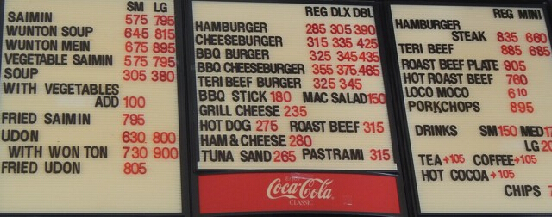 SM LG
SAIMIN 575 795
WUNTON SOUP 645 815
WUNTON MEIN 675 895
VEGETABLE SAIMIN 575 795
SOUP 305 380
WITH VEGETABLES
ADD 100
FRIED SAIMIN 795
UDON 630 800
WITH WON TON 730 900
FRIED UDON 805
REG DLX DBL
HAMBURGER 285 305 390
CHEESEBURGER 315 335 425
BBQ BURGER 325 345 435
BBQ CHEESEBURGER 355 375 465
TERI BEEF BURGER 325 345
BBQ STICK 180 MAC SALAD 150
GRILL CHEESE 235
HOT DOG 275 ROAST BEEF 315
HAM & CHEESE 280
TUNA SAND 265 PASTRAMI 315
Coca-Cola
CLASSIC
REG MINI
HAMBURGER
STEAK 835 660
TERI BEEF 885 685
ROAST BEEF PLATE 905
HOT ROAST BEEF 780
LOCO MOCO 610
PORKCHOPS 895
DRINKS SM 150 MED
LG
TEA +105 COFFEE +105
HOT COCOA +105
CHIPS